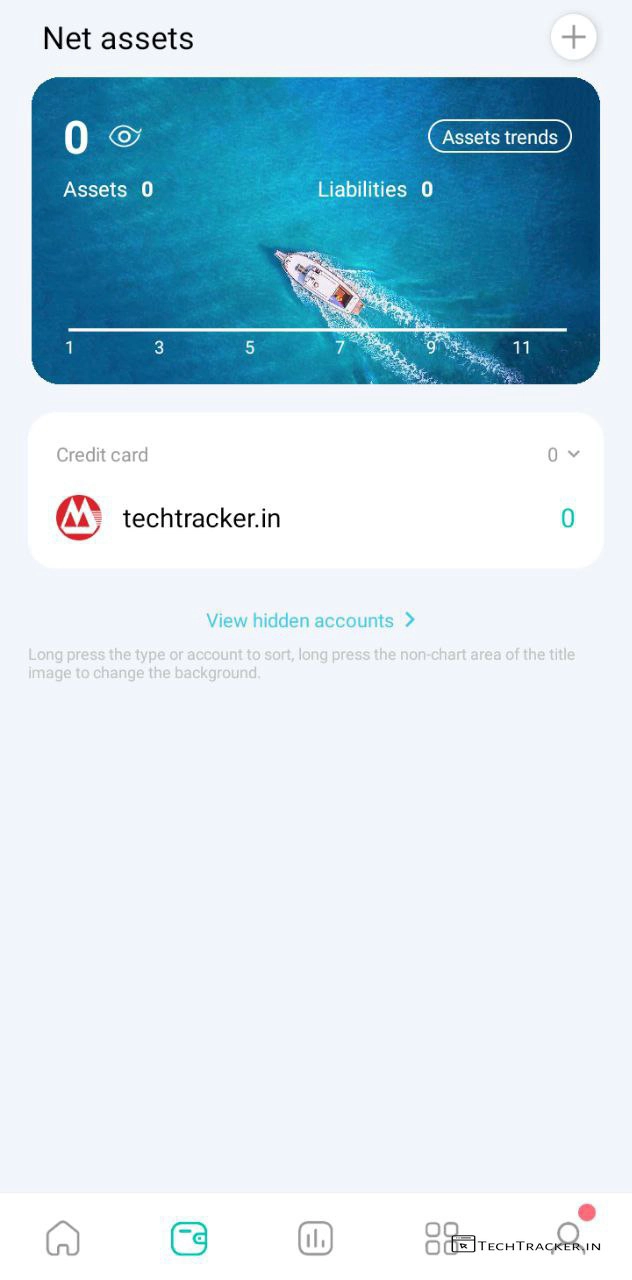 Net assets
0
Assets trends
Assets 0 Liabilities 0
1 3 5 7 9 11
Credit card 0
techtracker.in 0
View hidden accounts
Long press the type or account to sort, long press the non-chart area of the title
image to change the background.
TECHTRACKER.IN